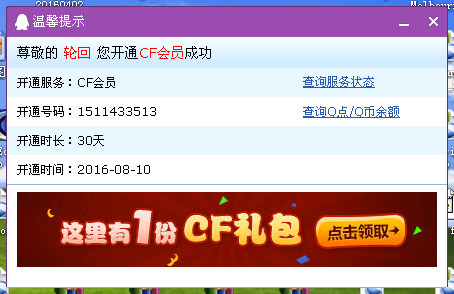 20160402
Melbouri
温馨提示
尊敬的 轮回 您开通CF会员成功
开通服务：CF会员
查询服务状态
开通号码：1511433513
查询Q点/Q币余额
开通时长：30天
开通时间：2016-08-10
这里有1份 CF礼包 点击领取